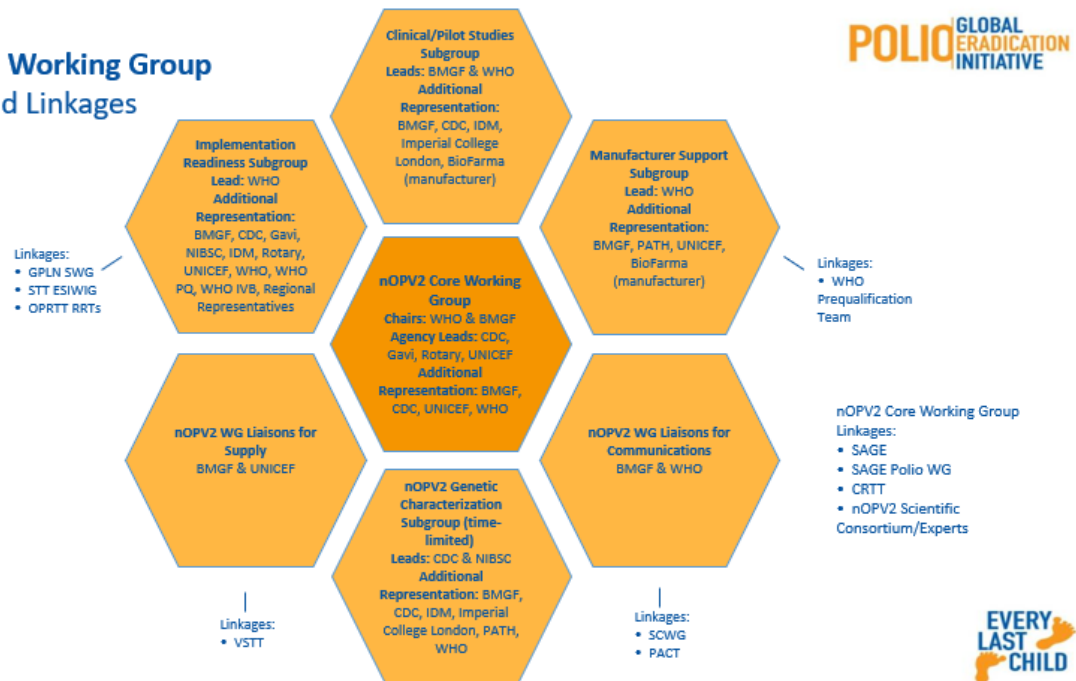 Working Group
d Linkages
POLIO GLOBAL
ERADICATION
INITIATIVE
Clinical/Pilot Studies
Subgroup
Leads: BMGF & WHO
Additional
Representation:
BMGF, CDC, IDM,
Imperial College
London, BioFarma
(manufacturer)
Implementation
Readiness Subgroup
Lead: WHO
Additional
Representation:
BMGF, CDC, Gavi,
NIBSC, IDM, Rotary,
UNICEF, WHO, WHO
PQ, WHO IVB, Regional
Representatives
Manufacturer Support
Subgroup
Lead: WHO
Additional
Representation:
BMGF, PATH, UNICEF,
BioFarma
(manufacturer)
Linkages:
• GPLN SWG
• STT ESIWIG
• OPRTT RRTs
nOPV2 Core Working
Group
Chairs: WHO & BMGF
Agency Leads: CDC,
Gavi, Rotary, UNICEF
Additional
Representation: BMGF,
CDC, UNICEF, WHO
Linkages:
• WHO
Prequalification
Team
nOPV2 WG Liaisons for
Supply
BMGF & UNICEF
nOPV2 WG Liaisons for
Communications
BMGF & WHO
nOPV2 Core Working Group
Linkages:
• SAGE
• SAGE Polio WG
• CRTT
• nOPV2 Scientific
Consortium/Experts
nOPV2 Genetic
Characterization
Subgroup (time-
limited)
Leads: CDC & NIBSC
Additional
Representation: BMGF,
CDC, IDM, Imperial
College London, PATH,
WHO
Linkages:
• VSTT
Linkages:
• SCWG
• PACT
EVERY
LAST
CHILD